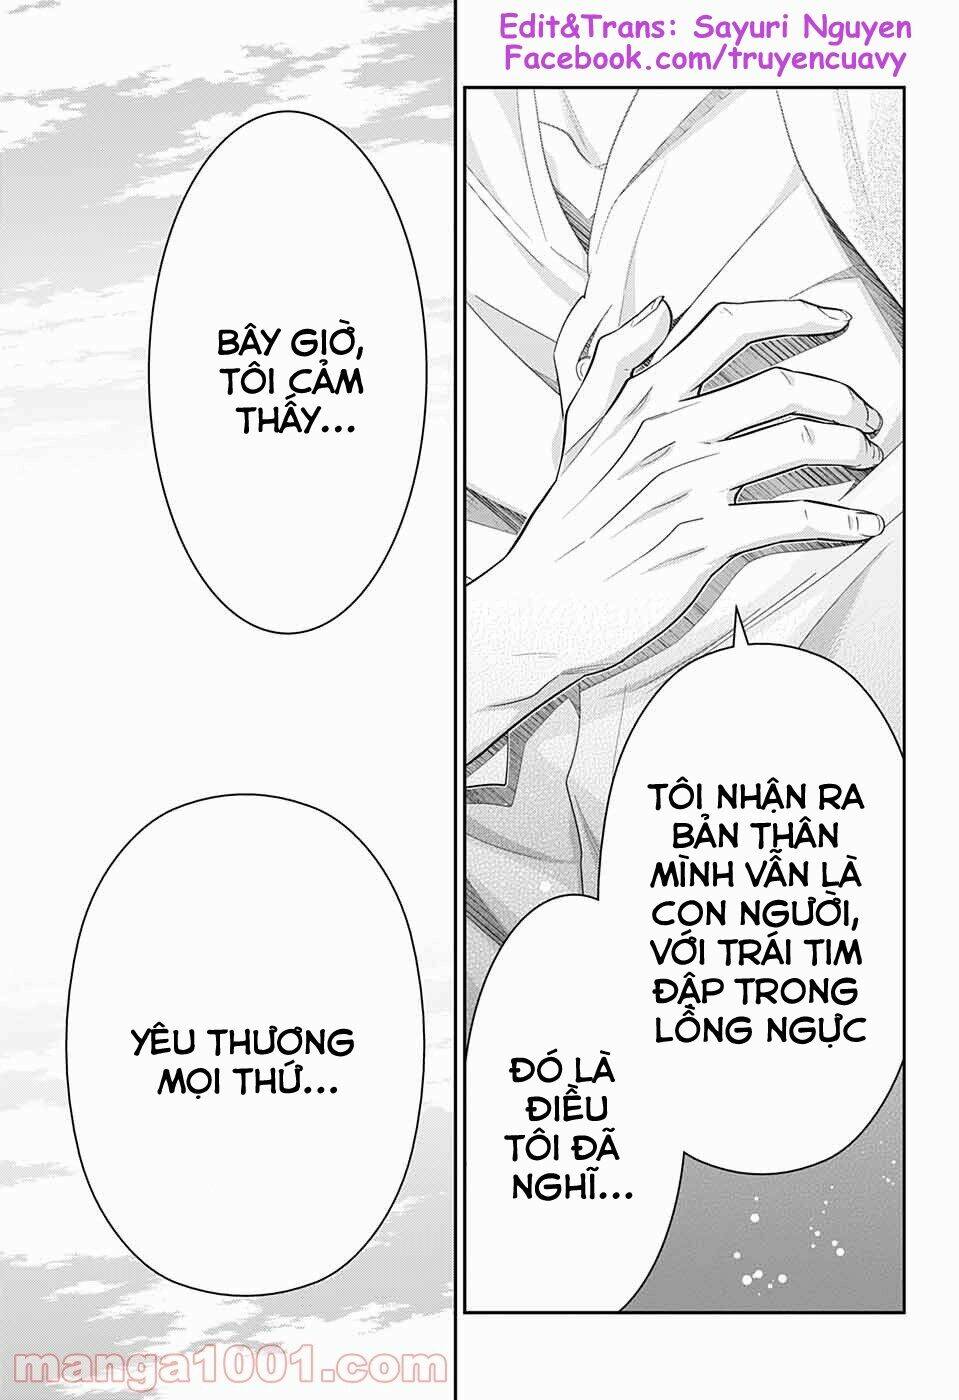 Edit&Trans: Sayuri Nguyen
Facebook.com/truyencuavy
TÔI NHẬN RA
BẢN THÂN
MÌNH VẪN LÀ
CON NGƯỜI,
VỚI TRÁI TIM
ĐẬP TRONG
LỒNG NGỰC
ĐÓ LÀ
ĐIỀU
TÔI ĐÃ
NGHĨ...
BÂY GIỜ,
TÔI CẢM
THẤY...
YÊU THƯƠNG
MỌI THỨ...
manga1001.com